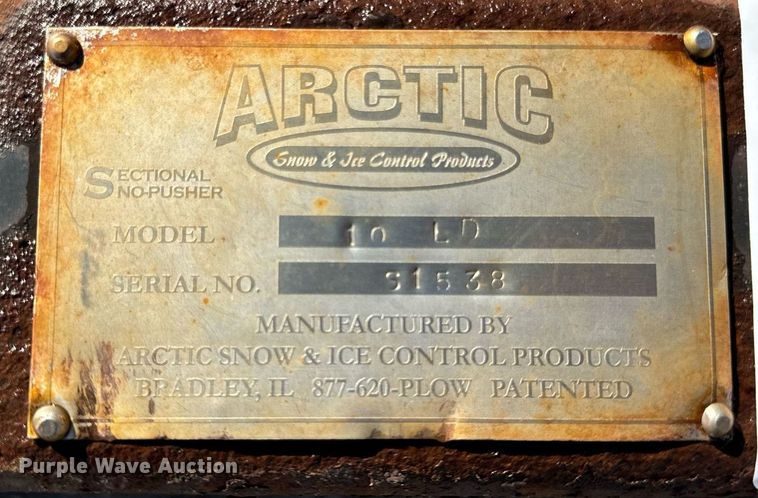 ARCTIC
Snow & Ice Control Products
SECTIONAL
SNO-PUSHER
MODEL 10 LD
SERIAL NO. S1538
MANUFACTURED BY
ARCTIC SNOW & ICE CONTROL PRODUCTS
BRADLEY, IL 877-620-PLOW PATENTED
Purple Wave Auction